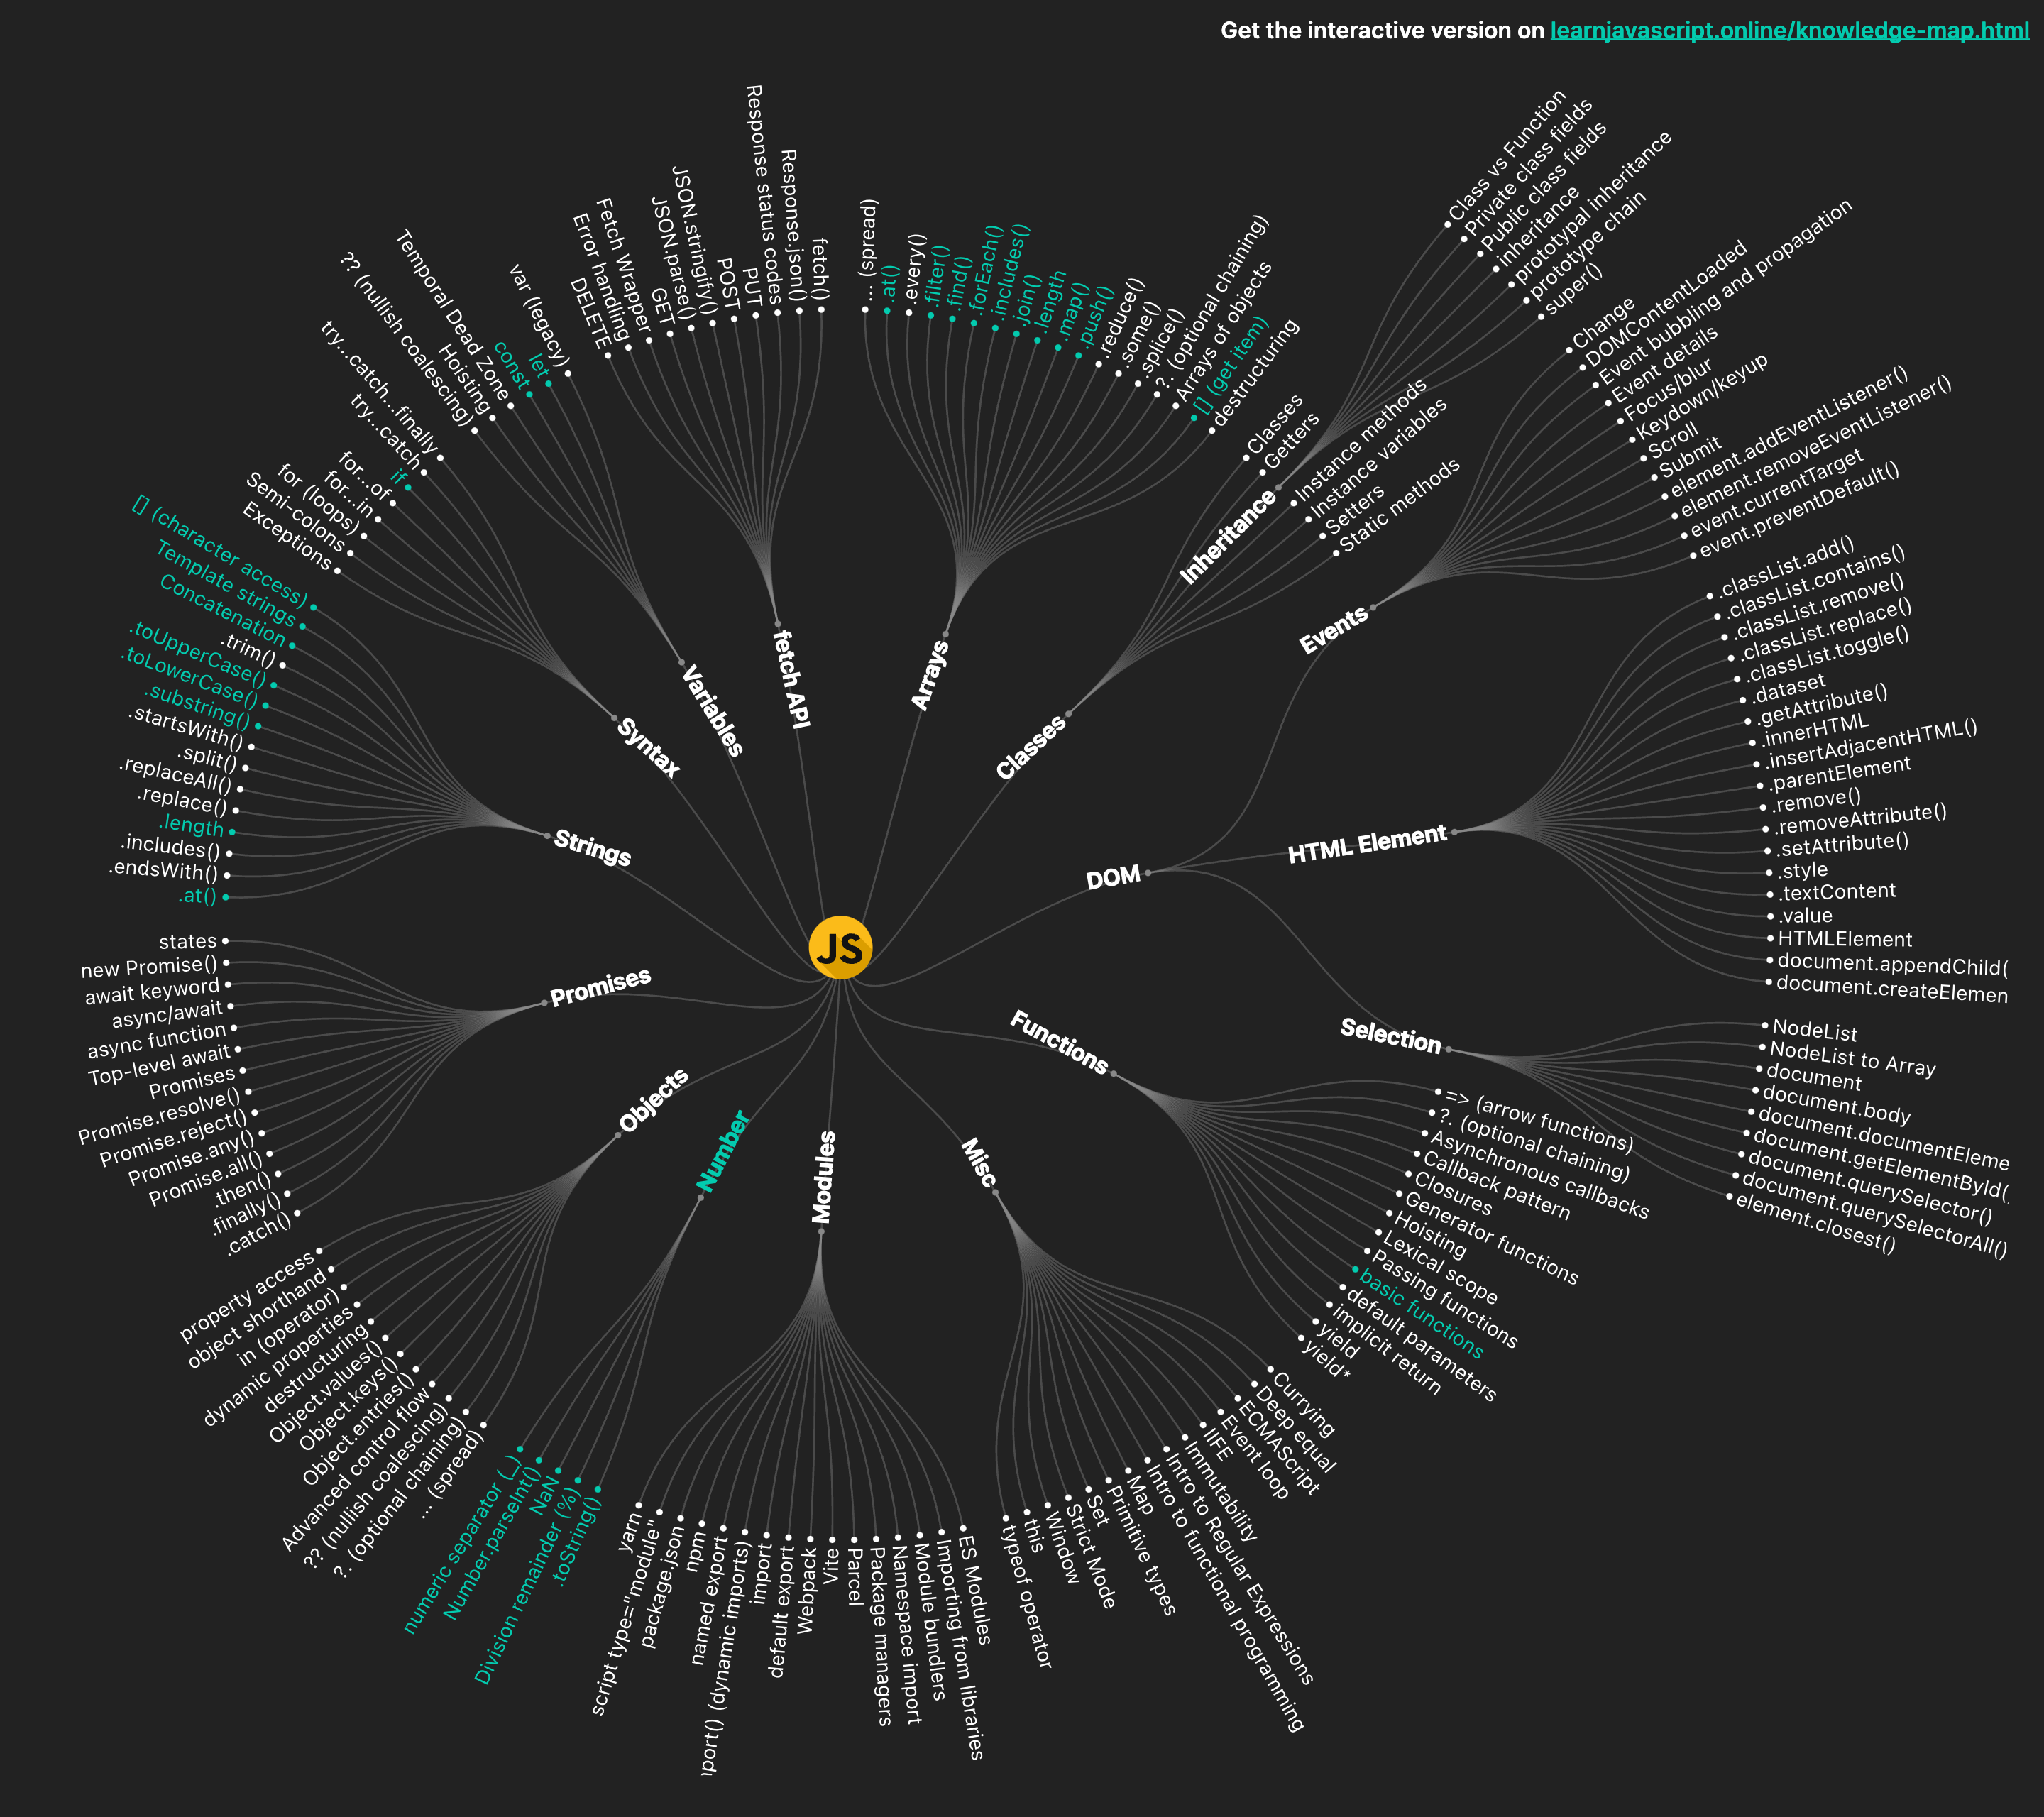 Get the interactive version on learnjavascript.online/knowledge-map.html
JS
Arrays
... (spread)
.at()
.every()
.filter()
.find()
.forEach()
.includes()
.join()
.length
.map()
.push()
.reduce()
.some()
.splice()
?. (optional chaining)
Arrays of objects
[] (get item)
destructuring
Classes
Classes
Getters
Inheritance
Class vs Function
Private class fields
Public class fields
inheritance
prototypal inheritance
prototype chain
super()
Instance methods
Instance variables
Setters
Static methods
DOM
Events
Change
DOMContentLoaded
Event bubbling and propagation
Event details
Focus/blur
Keydown/keyup
Scroll
Submit
element.addEventListener()
element.removeEventListener()
event.currentTarget
event.preventDefault()
HTML Element
.classList.add()
.classList.contains()
.classList.remove()
.classList.replace()
.classList.toggle()
.dataset
.getAttribute()
.innerHTML
.insertAdjacentHTML()
.parentElement
.remove()
.removeAttribute()
.setAttribute()
.style
.textContent
.value
HTMLElement
document.appendChild(
document.createElemen
Selection
NodeList
NodeList to Array
document
document.body
document.documentEleme
document.getElementById(
document.querySelector()
document.querySelectorAll()
element.closest()
Functions
=> (arrow functions)
?. (optional chaining)
Asynchronous callbacks
Callback pattern
Closures
Generator functions
Hoisting
Lexical scope
Passing functions
basic functions
default parameters
implicit return
yield
yield*
Misc
Currying
Deep equal
ECMAScript
Event loop
IIFE
Immutability
Intro to Regular Expressions
Intro to functional programming
Map
Primitive types
Set
Strict Mode
Window
this
typeof operator
Modules
ES Modules
Importing from libraries
Module bundlers
Namespace import
Package managers
Parcel
Vite
Webpack
default export
import
port() (dynamic imports)
named export
npm
package.json
script type="module"
yarn
Number
.toString()
Division remainder (%)
NaN
Number.parseInt()
numeric separator (_)
Objects
... (spread)
?. (optional chaining)
?? (nullish coalescing)
Advanced control flow
Object.entries()
Object.keys()
Object.values()
destructuring
dynamic properties
in (operator)
object shorthand
property access
Promises
.catch()
.finally()
.then()
Promise.all()
Promise.any()
Promise.reject()
Promise.resolve()
Promises
Top-level await
async function
async/await
await keyword
new Promise()
states
Strings
.at()
.endsWith()
.includes()
.length
.replace()
.replaceAll()
.split()
.startsWith()
.substring()
.toLowerCase()
.toUpperCase()
.trim()
Concatenation
Template strings
[] (character access)
Syntax
Exceptions
Semi-colons
for (loops)
for...in
for...of
if
try...catch
try...catch...finally
Variables
?? (nullish coalescing)
Hoisting
Temporal Dead Zone
const
let
var (legacy)
fetch API
DELETE
Error handling
Fetch Wrapper
GET
JSON.parse()
JSON.stringify()
POST
PUT
Response status codes
Response.json()
fetch()